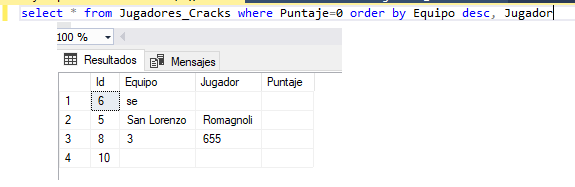 select * from Jugadores_Cracks where Puntaje=0 order by Equipo desc, Jugador
100 %
Resultados Mensajes
Id Equipo Jugador Puntaje
1 6 se
2 5 San Lorenzo Romagnoli
3 8 3 655
4 10